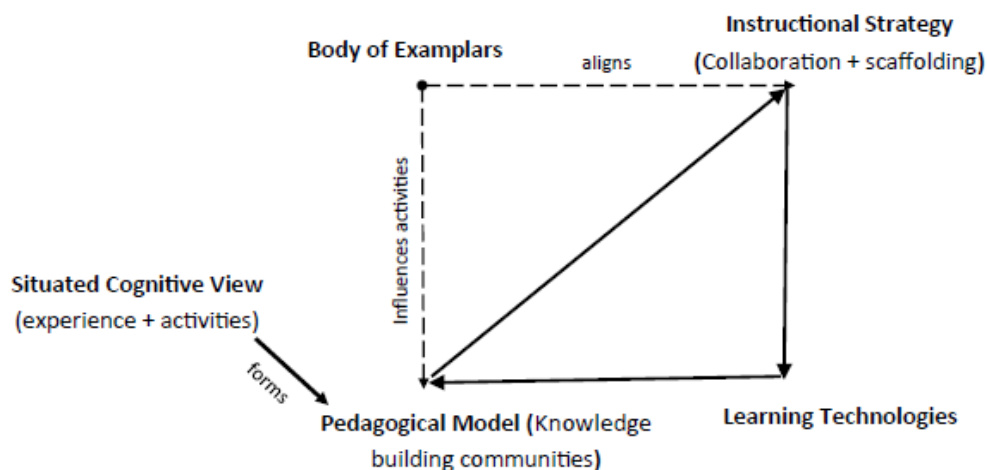 Instructional Strategy
(Collaboration + scaffolding)
Body of Examplars
aligns
Influences activities
Situated Cognitive View
(experience + activities)
forms
Pedagogical Model (Knowledge
building communities)
Learning Technologies